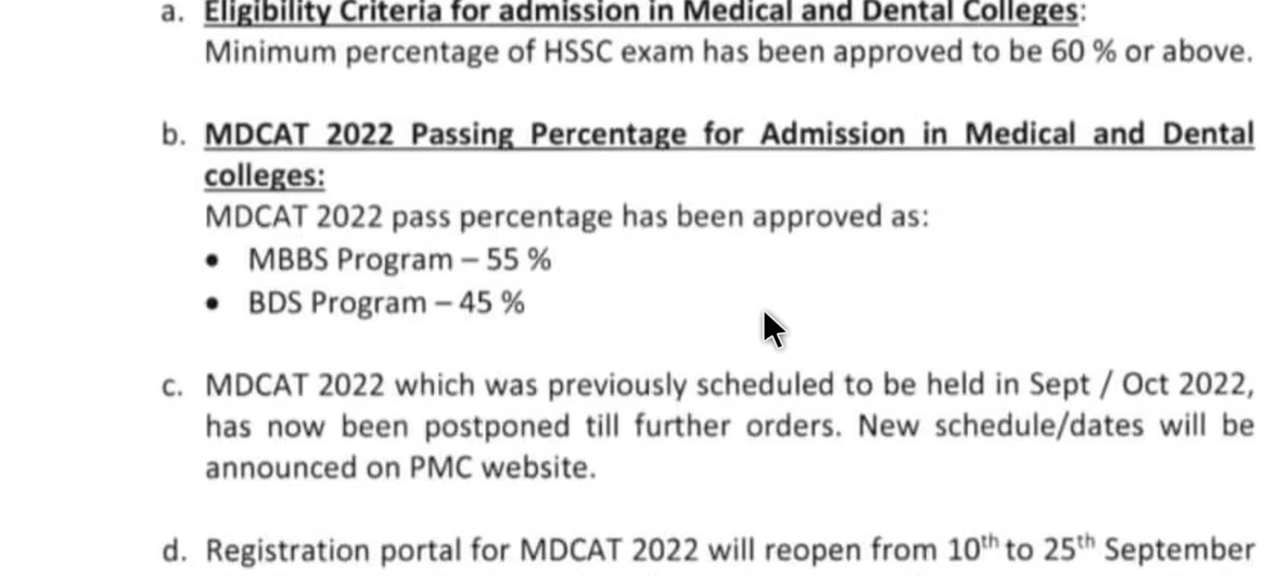 a. Eligibility Criteria for admission in Medical and Dental Colleges:
Minimum percentage of HSSC exam has been approved to be 60 % or above.
b. MDCAT 2022 Passing Percentage for Admission in Medical and Dental
colleges:
MDCAT 2022 pass percentage has been approved as:
• MBBS Program – 55 %
• BDS Program – 45 %
c. MDCAT 2022 which was previously scheduled to be held in Sept / Oct 2022,
has now been postponed till further orders. New schedule/dates will be
announced on PMC website.
d. Registration portal for MDCAT 2022 will reopen from 10th to 25th September